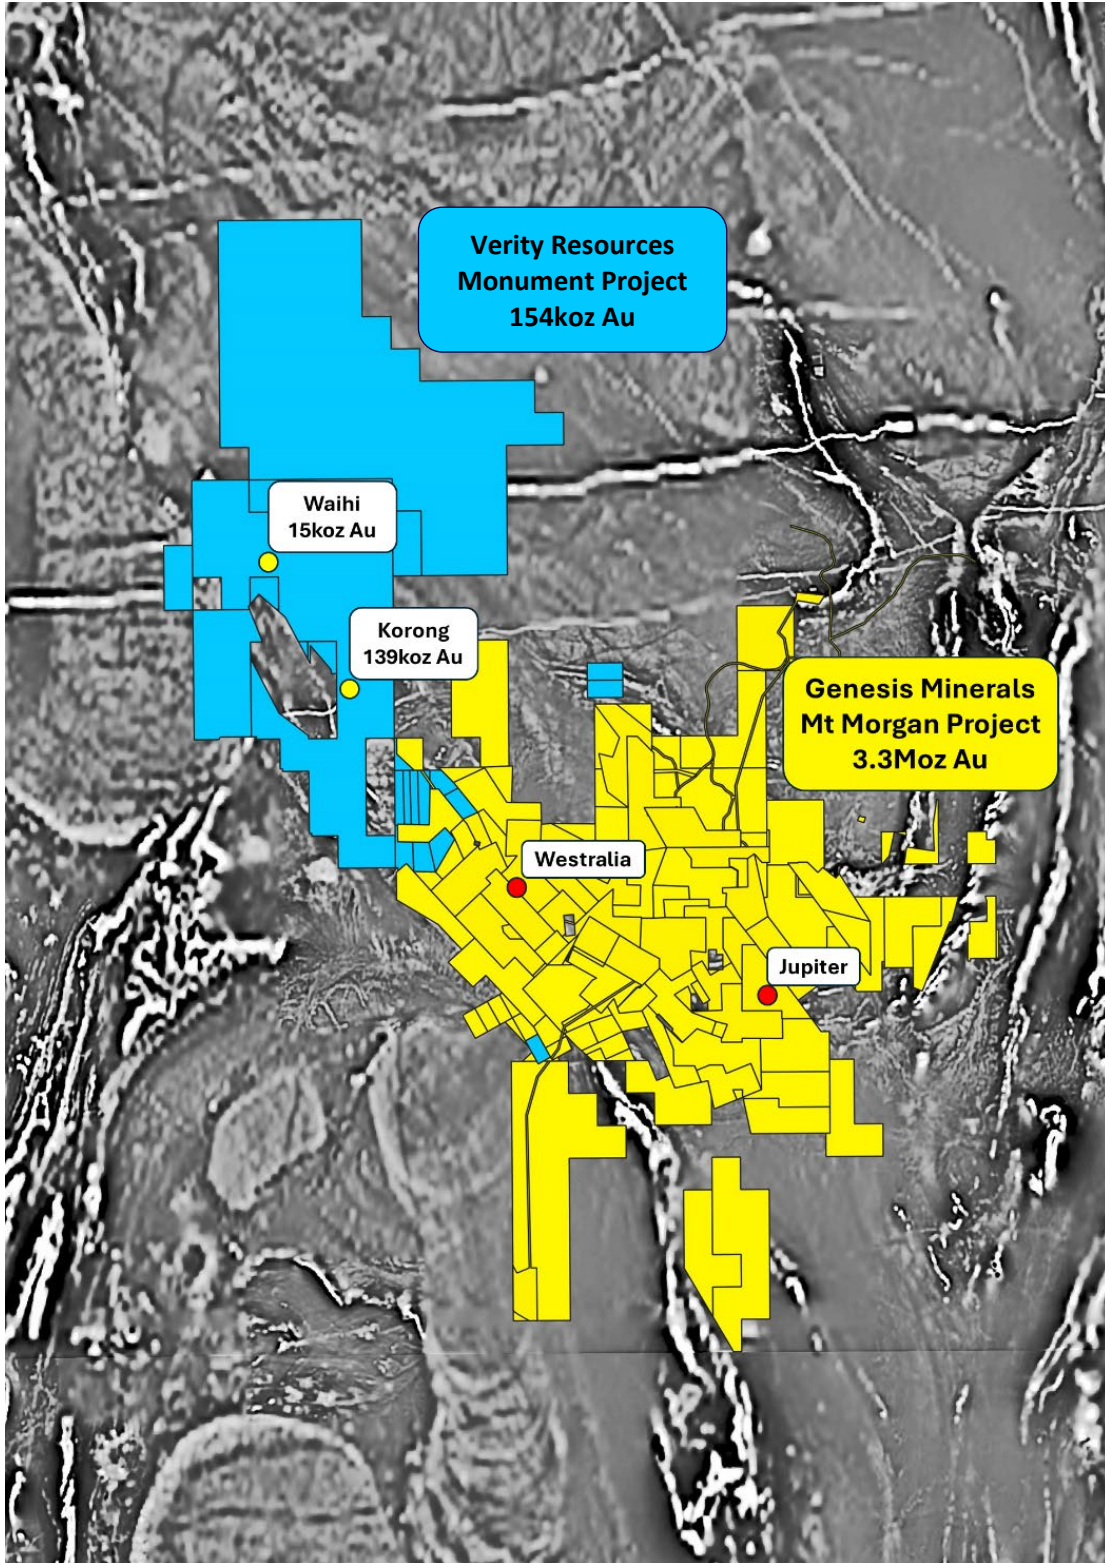 Verity Resources
Monument Project
154koz Au
Waihi
15koz Au
Korong
139koz Au
Genesis Minerals
Mt Morgan Project
3.3Moz Au
Westralia
Jupiter